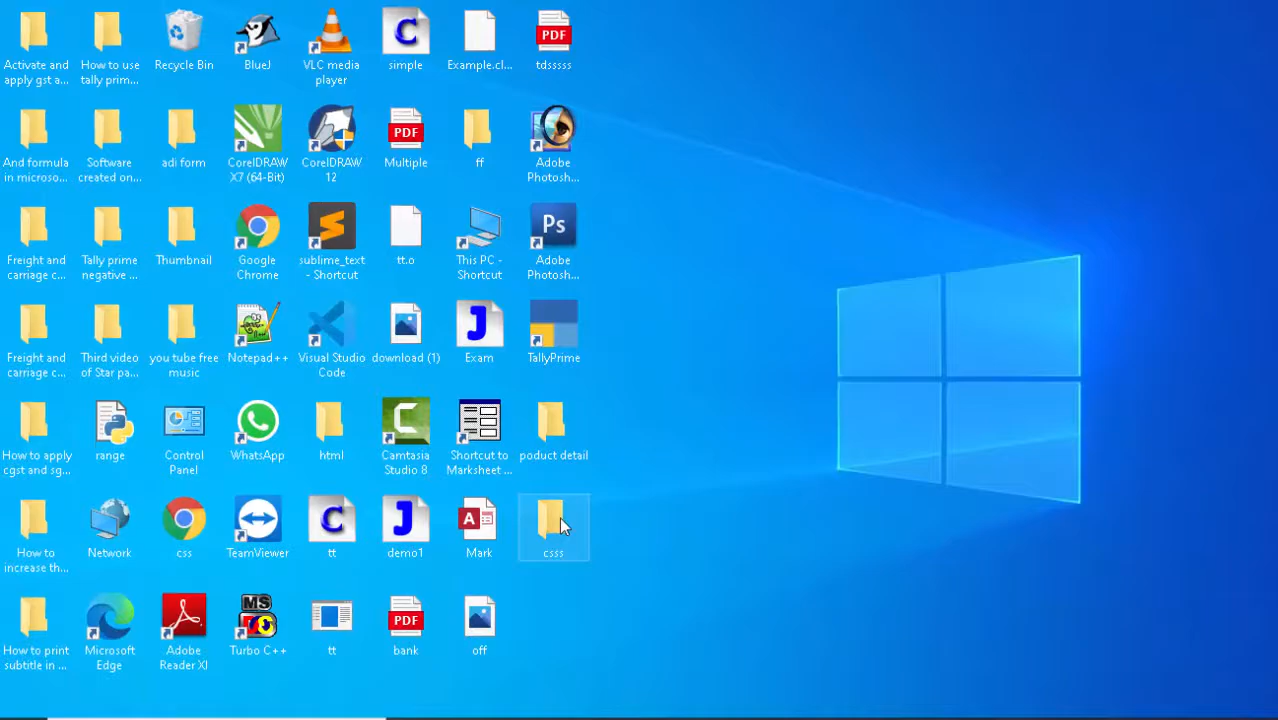 Activate and
apply gst a...
How to use
tally prim...
Recycle Bin
BlueJ
VLC media
player
C
simple
Example.cl...
PDF
tdsssss
And formula
in microso...
Software
created on...
adi form
CorelDRAW
X7 (64-Bit)
CorelDRAW
12
PDF
Multiple
ff
Adobe
Photosh...
Freight and
carriage c...
Tally prime
negative ...
Thumbnail
Google
Chrome
sublime_text
- Shortcut
tt.o
This PC -
Shortcut
Ps
Adobe
Photosh...
Freight and
carriage c...
Third video
of Star pa...
you tube free
music
Notepad++
Visual Studio
Code
download (1)
J
Exam
TallyPrime
How to apply
cgst and sg...
range
Control
Panel
WhatsApp
html
C
Camtasia
Studio 8
Shortcut to
Marksheet ...
poduct detail
How to
increase th...
Network
css
TeamViewer
C
tt
J
demo1
A
Mark
csss
How to print
subtitle in ...
Microsoft
Edge
Adobe
Reader XI
MS
Turbo C++
tt
PDF
bank
off